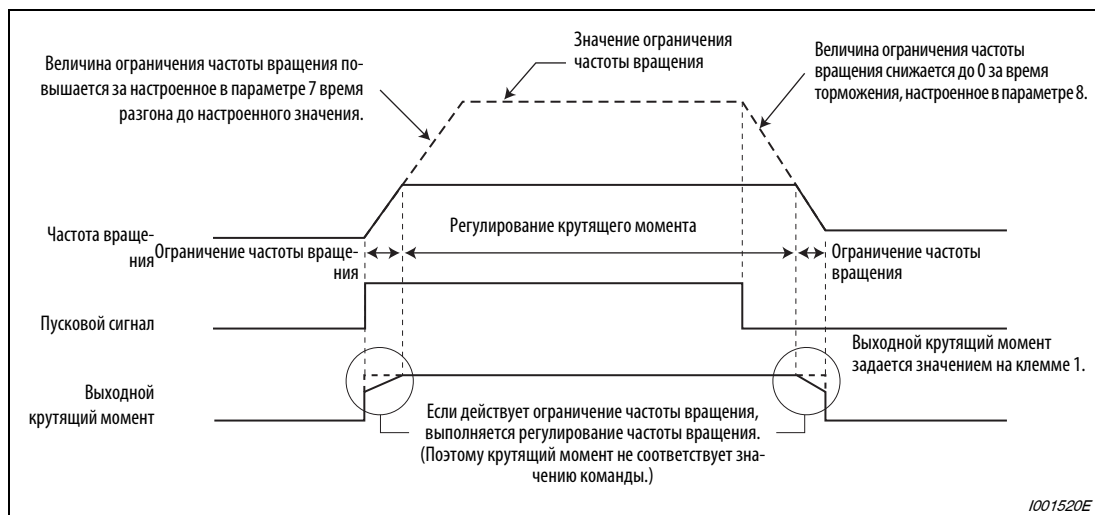 Значение ограничения
частоты вращения
Величина ограничения частоты вращения по-
вышается за настроенное в параметре 7 время
разгона до настроенного значения.
Величина ограничения частоты
вращения снижается до 0 за время
торможения, настроенное в параметре 8.
Частота враще-
ния
Ограничение частоты враще-
ния
Регулирование крутящего момента
Ограничение частоты
вращения
Пусковой сигнал
Выходной крутящий момент
задается значением на клемме 1.
Выходной
крутящий момент
Если действует ограничение частоты вращения,
выполняется регулирование частоты вращения.
(Поэтому крутящий момент не соответствует зна-
чению команды.)
I001520E